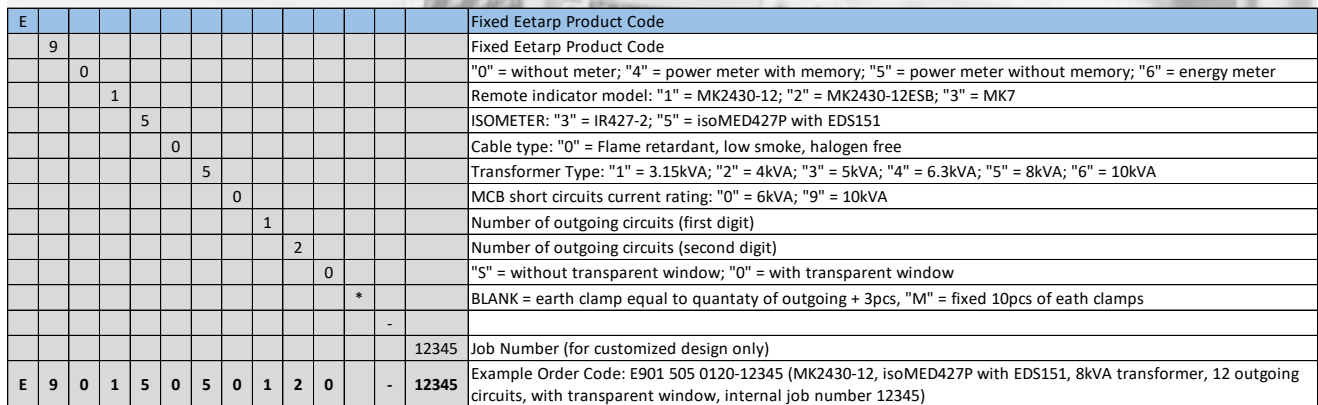 E Fixed Eetarp Product Code
9 Fixed Eetarp Product Code
0 "0" = without meter; "4" = power meter with memory; "5" = power meter without memory; "6" = energy meter
1 Remote indicator model: "1" = MK2430-12; "2" = MK2430-12ESB; "3" = MK7
5 ISOMETER: "3" = IR427-2; "5" = isoMED427P with EDS151
0 Cable type: "0" = Flame retardant, low smoke, halogen free
5 Transformer Type: "1" = 3.15kVA; "2" = 4kVA; "3" = 5kVA; "4" = 6.3kVA; "5" = 8kVA; "6" = 10kVA
0 MCB short circuits current rating: "0" = 6kVA; "9" = 10kVA
1 Number of outgoing circuits (first digit)
2 Number of outgoing circuits (second digit)
0 "S" = without transparent window; "0" = with transparent window
* BLANK = earth clamp equal to quantaty of outgoing + 3pcs, "M" = fixed 10pcs of eath clamps
-
12345 Job Number (for customized design only)
E 9 0 1 5 0 5 0 1 2 0 - 12345 Example Order Code: E901 505 0120-12345 (MK2430-12, isoMED427P with EDS151, 8kVA transformer, 12 outgoing
circuits, with transparent window, internal job number 12345)